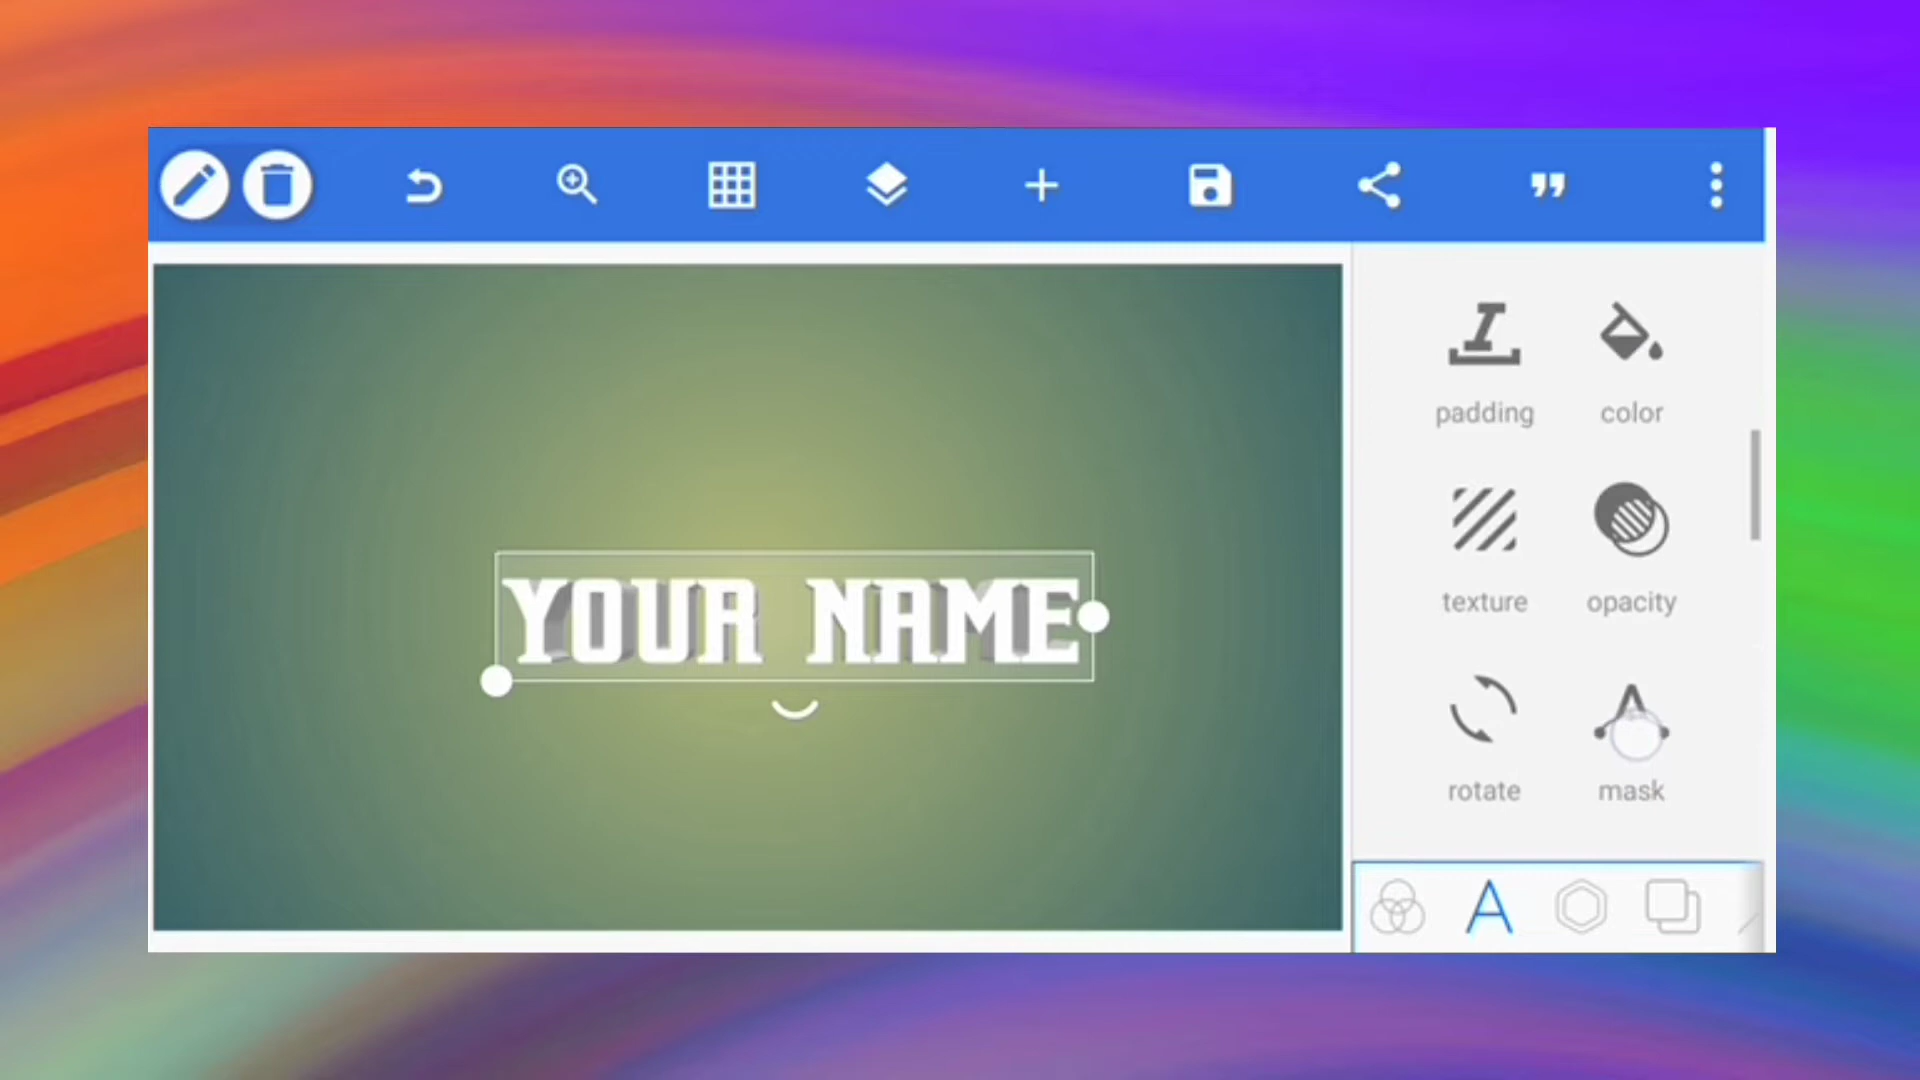 YOUR NAME
padding
color
texture
opacity
rotate
mask